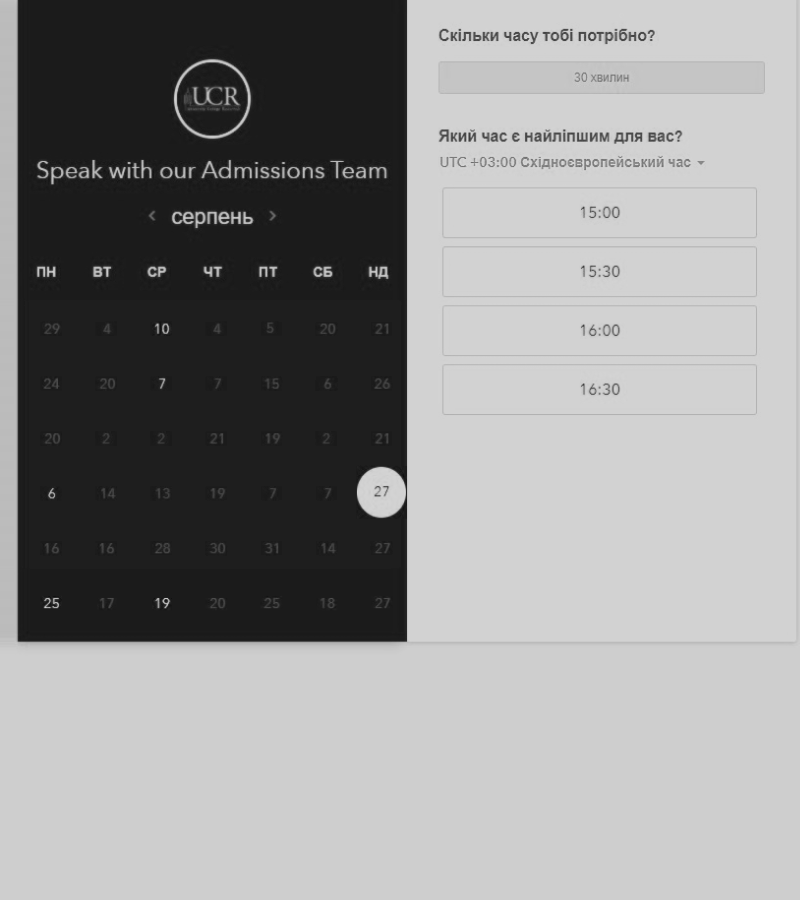 UCR
Speak with our Admissions Team
серпень
ПН ВТ СР ЧТ ПТ СБ НД
29 4 10 4 5 20 21
24 20 7 7 15 6 26
20 2 2 21 19 2 21
6 14 13 19 7 7 27
16 16 28 30 31 14 27
25 17 19 20 25 18 27
Скільки часу тобі потрібно?
30 хвилин
Який час є найліпшим для вас?
UTC +03:00 Східноєвропейський час
15:00
15:30
16:00
16:30